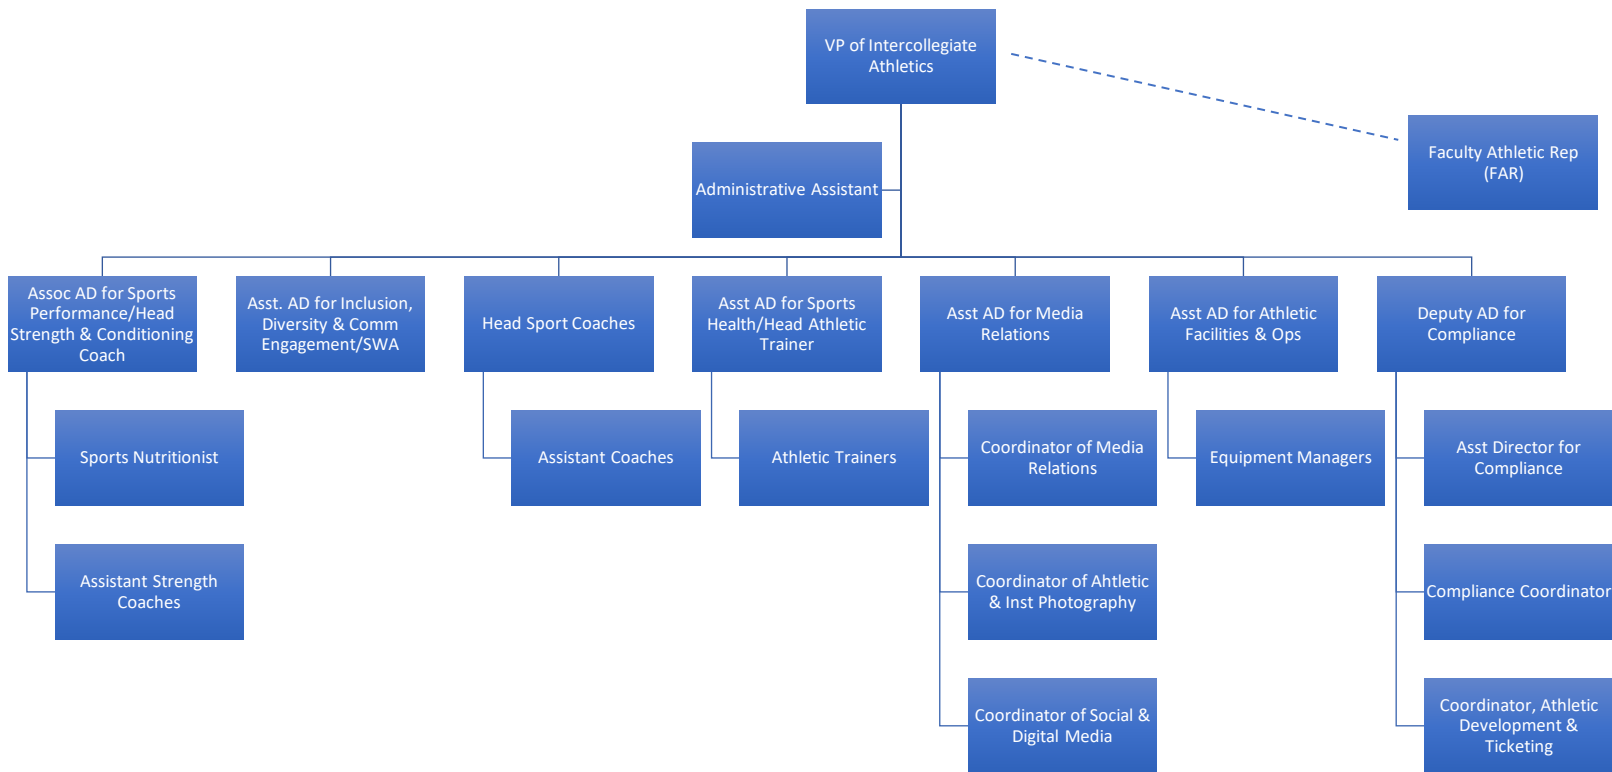 VP of Intercollegiate
Athletics
Faculty Athletic Rep
(FAR)
Administrative Assistant
Assoc AD for Sports
Performance/Head
Strength & Conditioning
Coach
Asst. AD for Inclusion,
Diversity & Comm
Engagement/SWA
Head Sport Coaches
Asst AD for Sports
Health/Head Athletic
Trainer
Asst AD for Media
Relations
Asst AD for Athletic
Facilities & Ops
Deputy AD for
Compliance
Sports Nutritionist
Assistant Coaches
Athletic Trainers
Coordinator of Media
Relations
Equipment Managers
Asst Director for
Compliance
Assistant Strength
Coaches
Coordinator of Ahtletic
& Inst Photography
Compliance Coordinator
Coordinator of Social &
Digital Media
Coordinator, Athletic
Development &
Ticketing